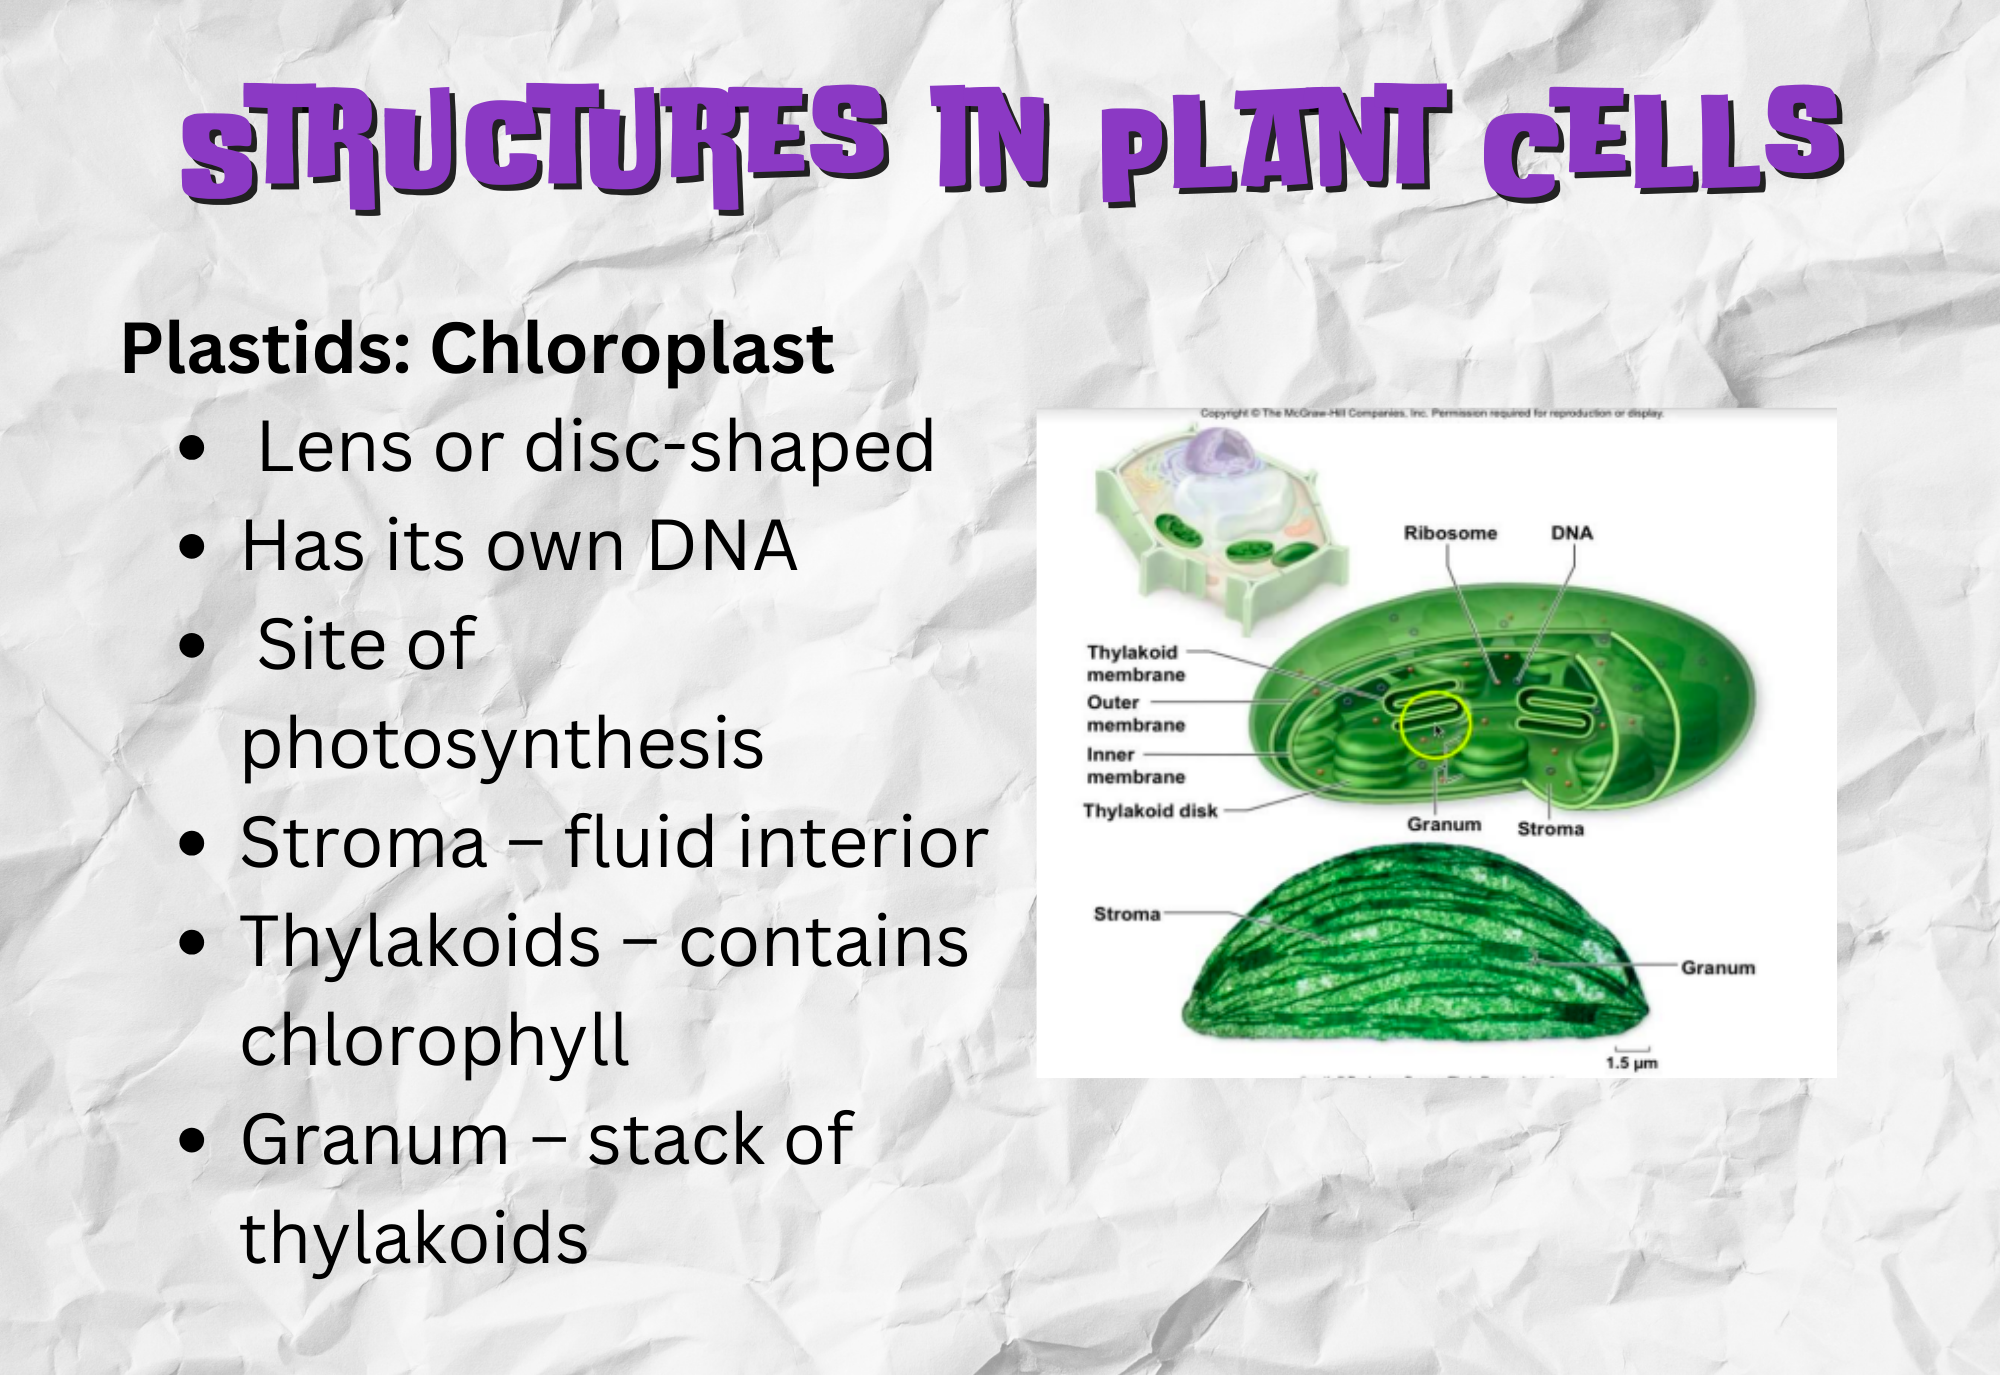 STRUCTURES IN PLANT CELLS
Plastids: Chloroplast
• Lens or disc-shaped
• Has its own DNA
• Site of
photosynthesis
• Stroma – fluid interior
• Thylakoids – contains
chlorophyll
• Granum – stack of
thylakoids
Copyright © The McGraw-Hill Companies, Inc. Permission required for reproduction or display.
Ribosome DNA
Thylakoid
membrane
Outer
membrane
Inner
membrane
Thylakoid disk
Granum Stroma
Stroma
Granum
1.5 µm